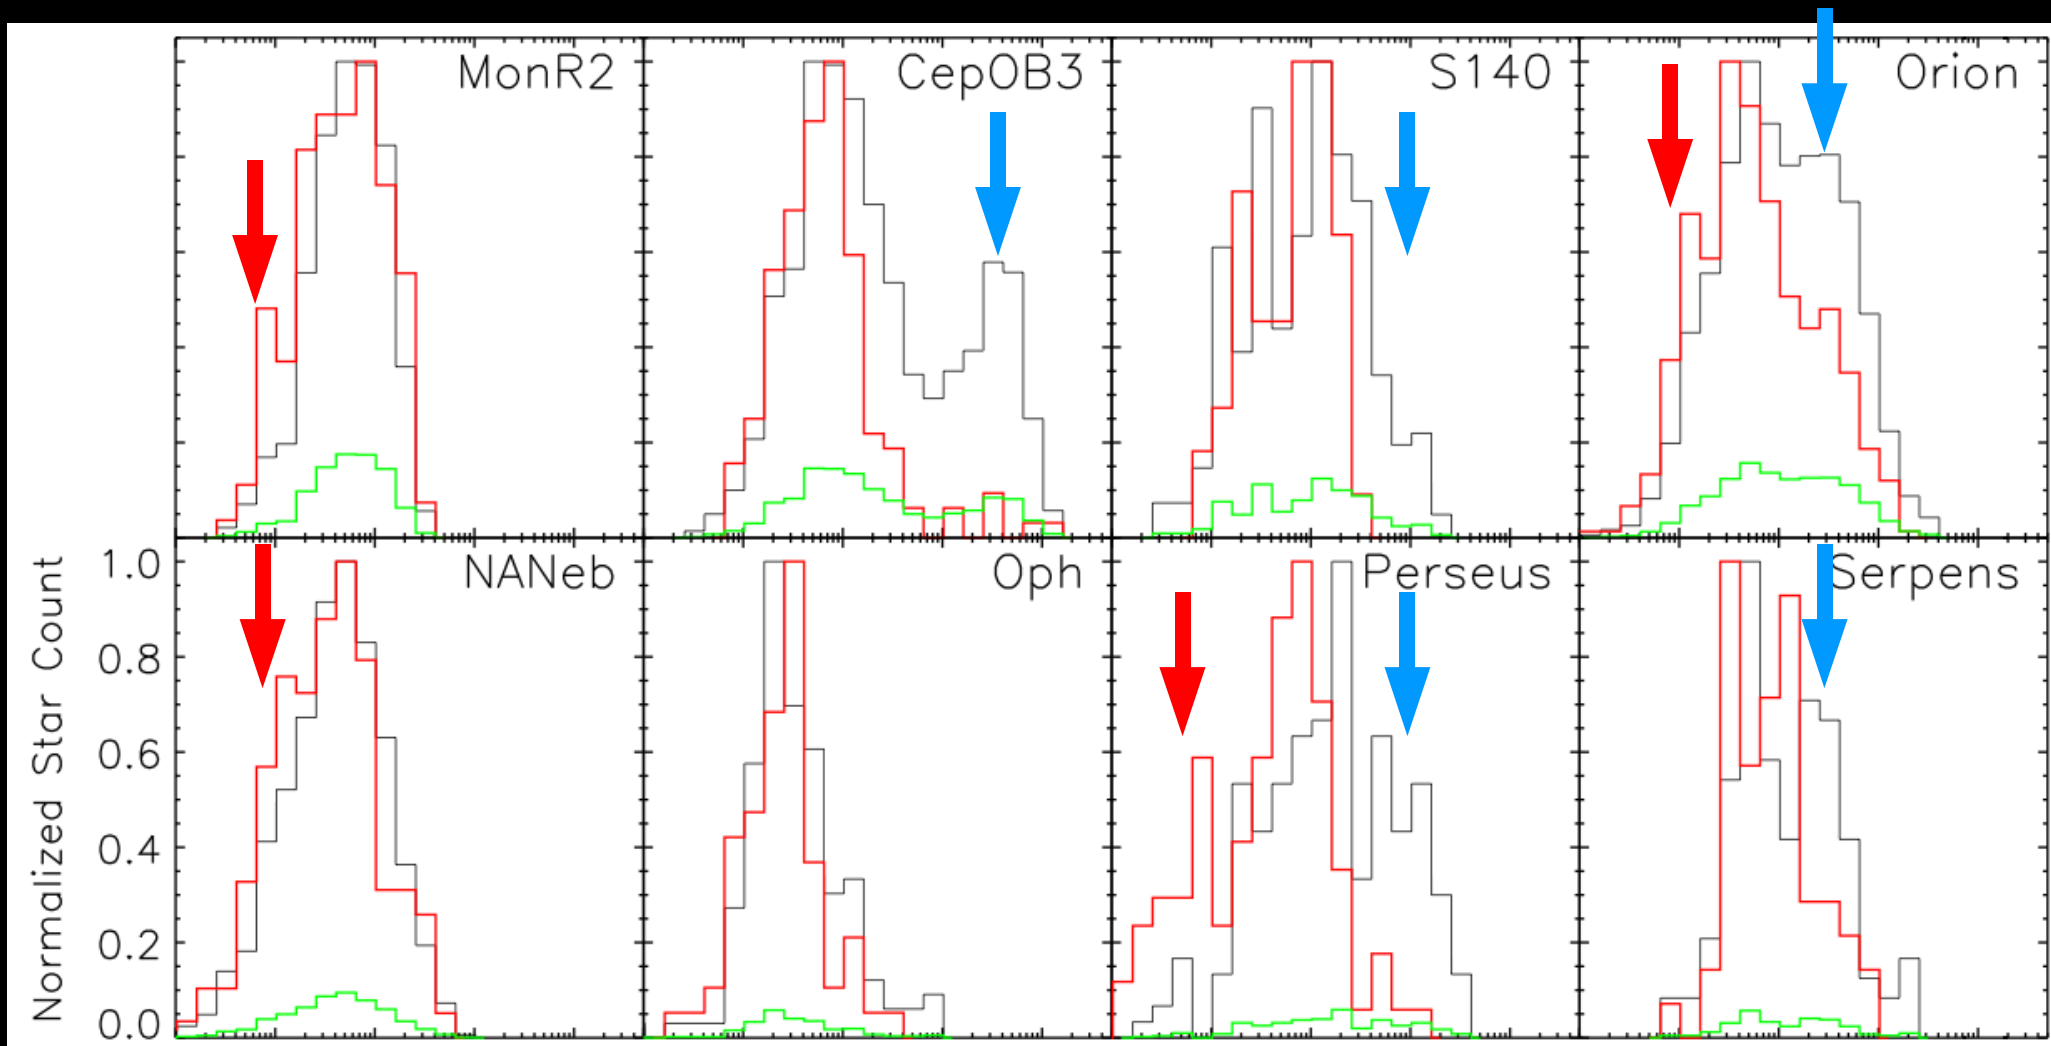 MonR2
CepOB3
S140
Orion
NANeb
Oph
Perseus
Serpens
Normalized Star Count
1.0
0.8
0.6
0.4
0.2
0.0